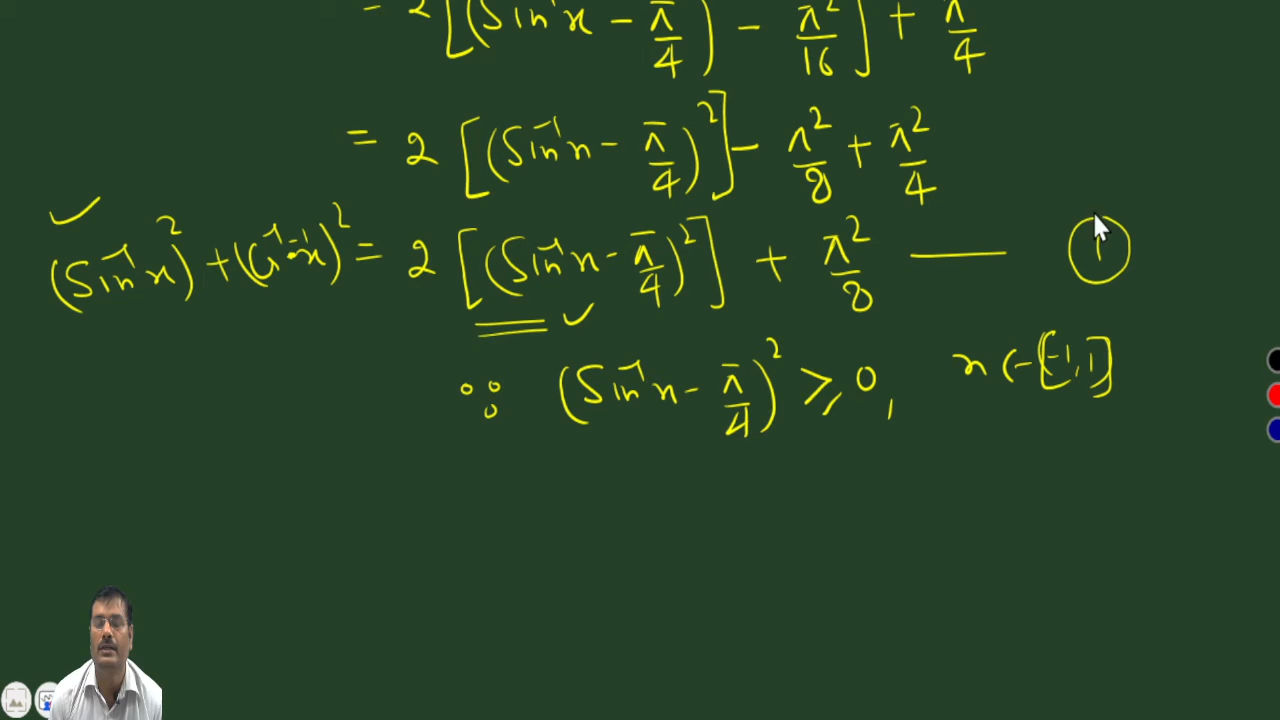 = 2 [(Sin⁻¹x - π/4) - π²/16] + π/4
= 2 [(Sin⁻¹x - π/4)²] - π²/8 + π²/4
(Sin⁻¹x)² + (Cos⁻¹x)² = 2 [(Sin⁻¹x - π/4)²] + π²/8 —— 1
∵ (Sin⁻¹x - π/4)² ≥ 0, x ∈ [-1, 1]